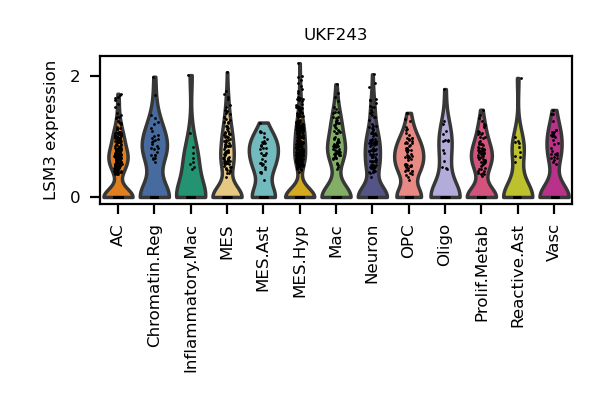 UKF243
LSM3 expression
2
0
AC
Chromatin.Reg
Inflammatory.Mac
MES
MES.Ast
MES.Hyp
Mac
Neuron
OPC
Oligo
Prolif.Metab
Reactive.Ast
Vasc